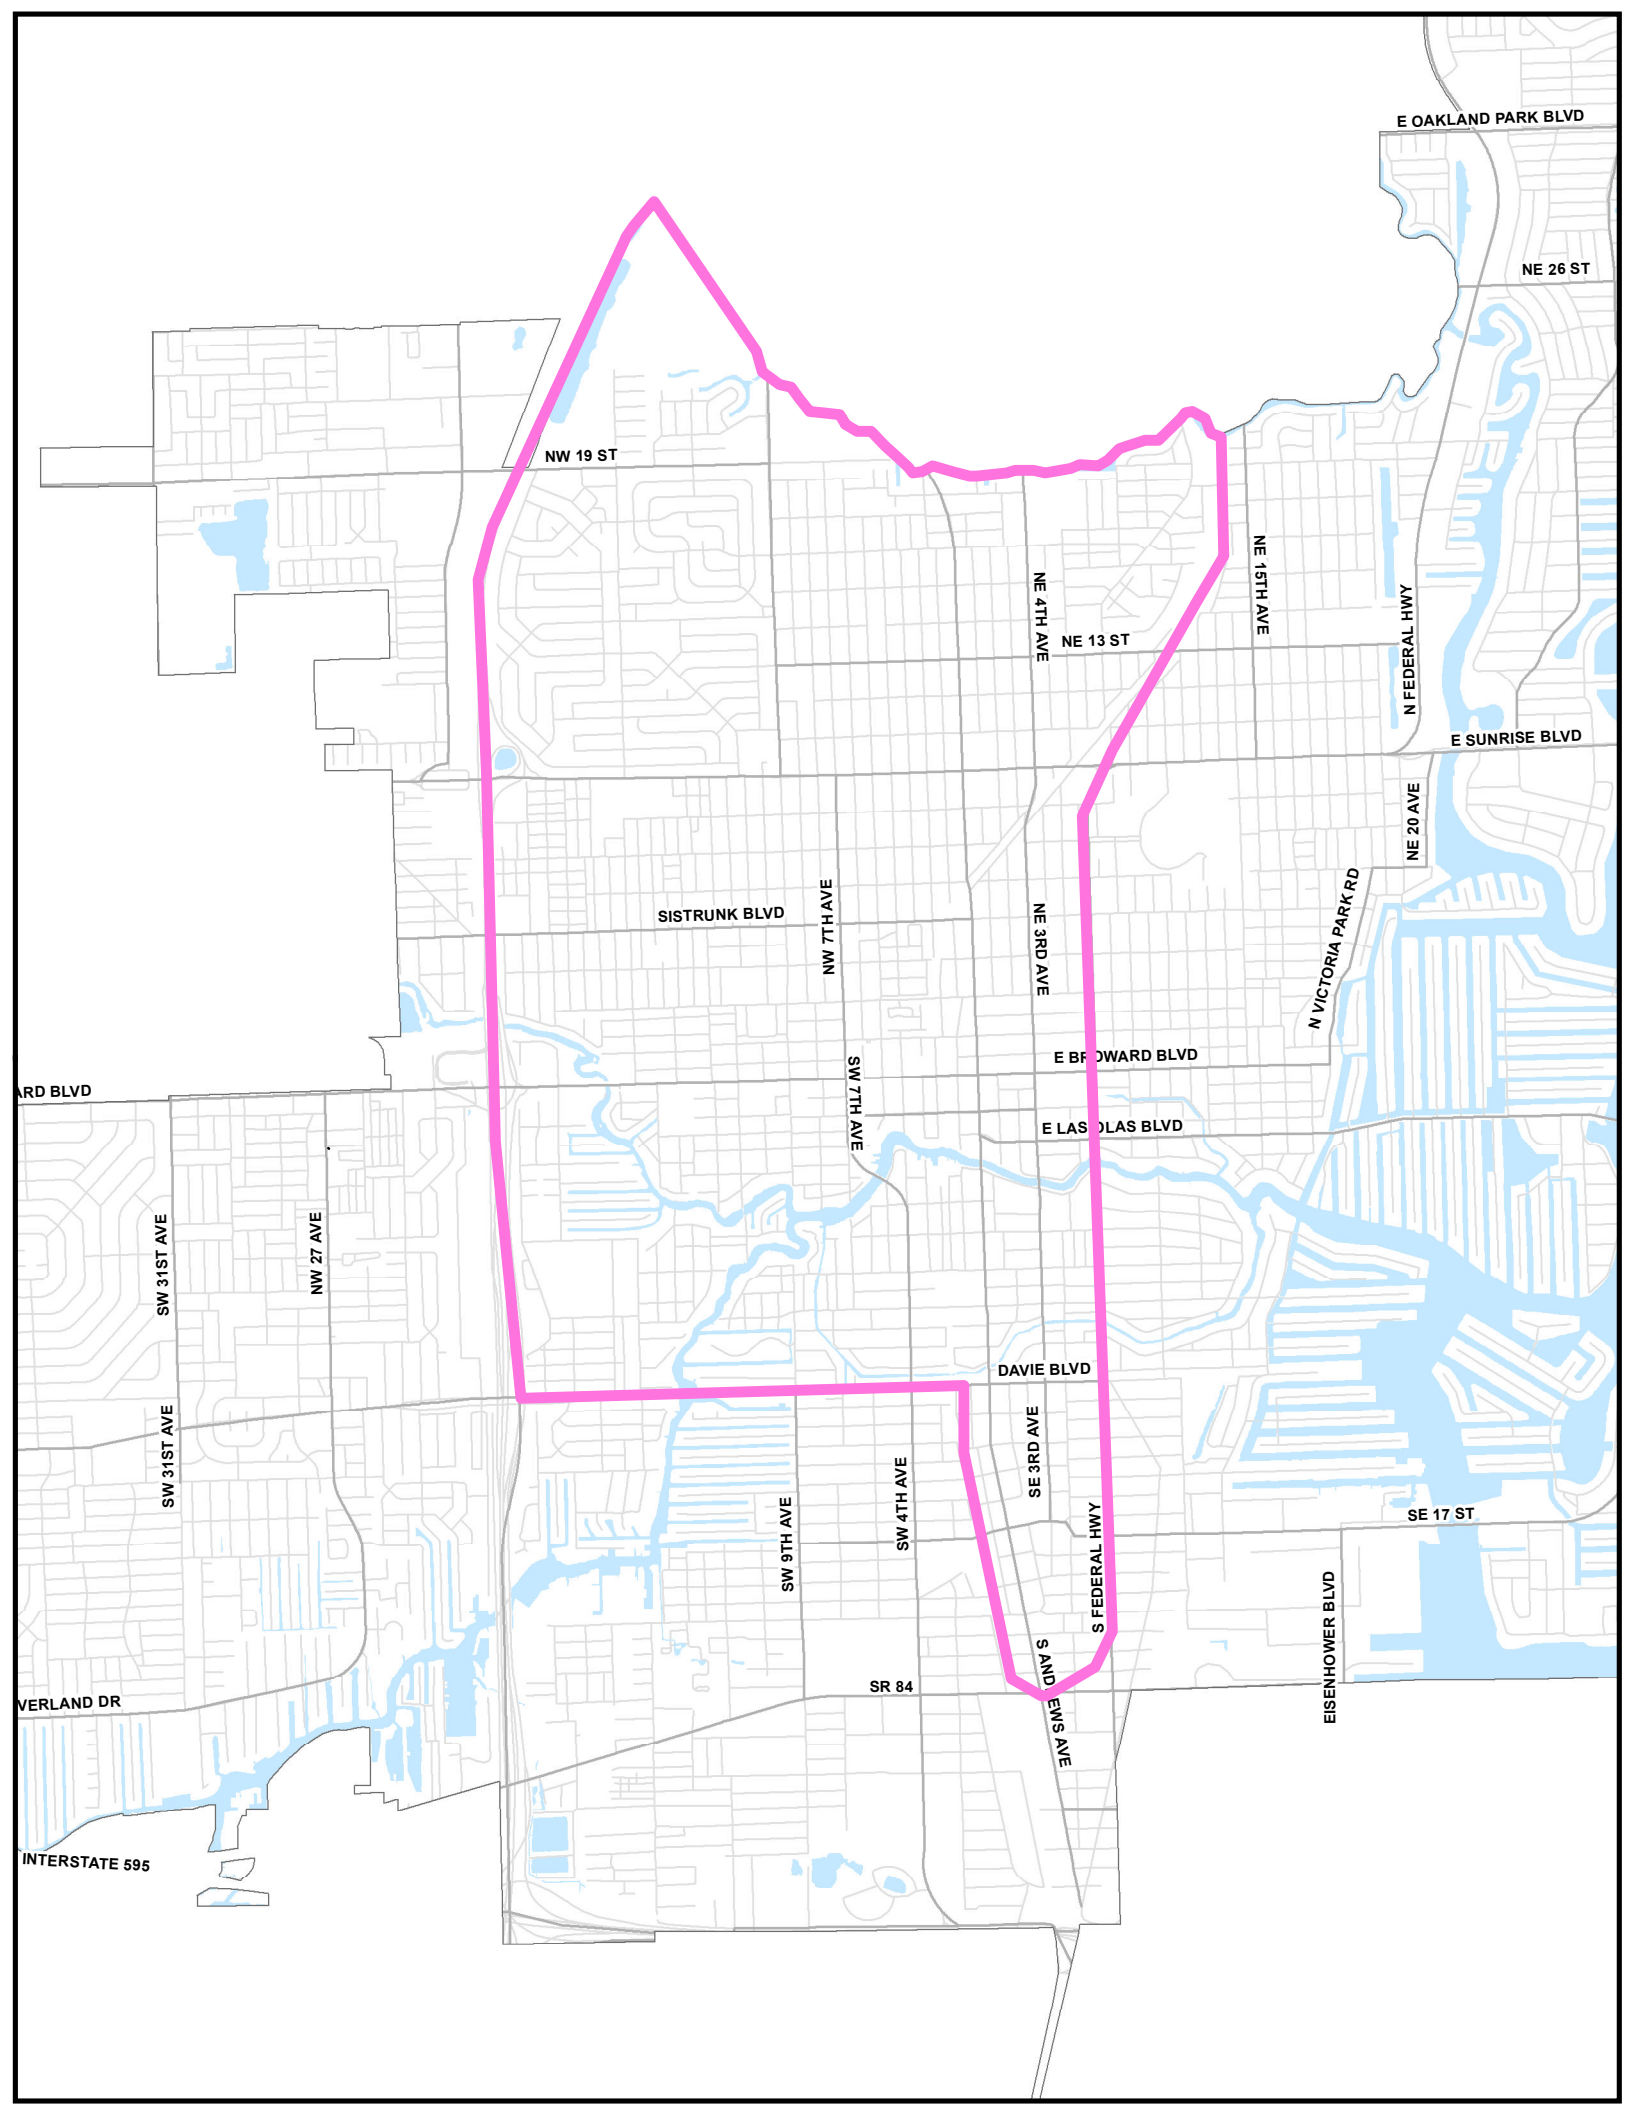 E OAKLAND PARK BLVD
NE 26 ST
NW 19 ST
NE 15TH AVE
NE 4TH AVE
N FEDERAL HWY
NE 13 ST
E SUNRISE BLVD
NE 20 AVE
N VICTORIA PARK RD
NW 7TH AVE
SISTRUNK BLVD
NE 3RD AVE
E BROWARD BLVD
ARD BLVD
SW 7TH AVE
E LAS OLAS BLVD
SW 31ST AVE
NW 27 AVE
DAVIE BLVD
SW 31ST AVE
SE 3RD AVE
SW 4TH AVE
SW 9TH AVE
S FEDERAL HWY
SE 17 ST
EISENHOWER BLVD
S ANDREWS AVE
SR 84
VERLAND DR
INTERSTATE 595